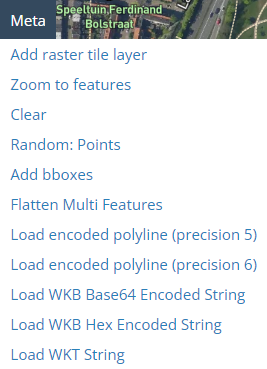 Meta
Speeltuin Ferdinand
Bolstraat
Add raster tile layer
Zoom to features
Clear
Random: Points
Add bboxes
Flatten Multi Features
Load encoded polyline (precision 5)
Load encoded polyline (precision 6)
Load WKB Base64 Encoded String
Load WKB Hex Encoded String
Load WKT String